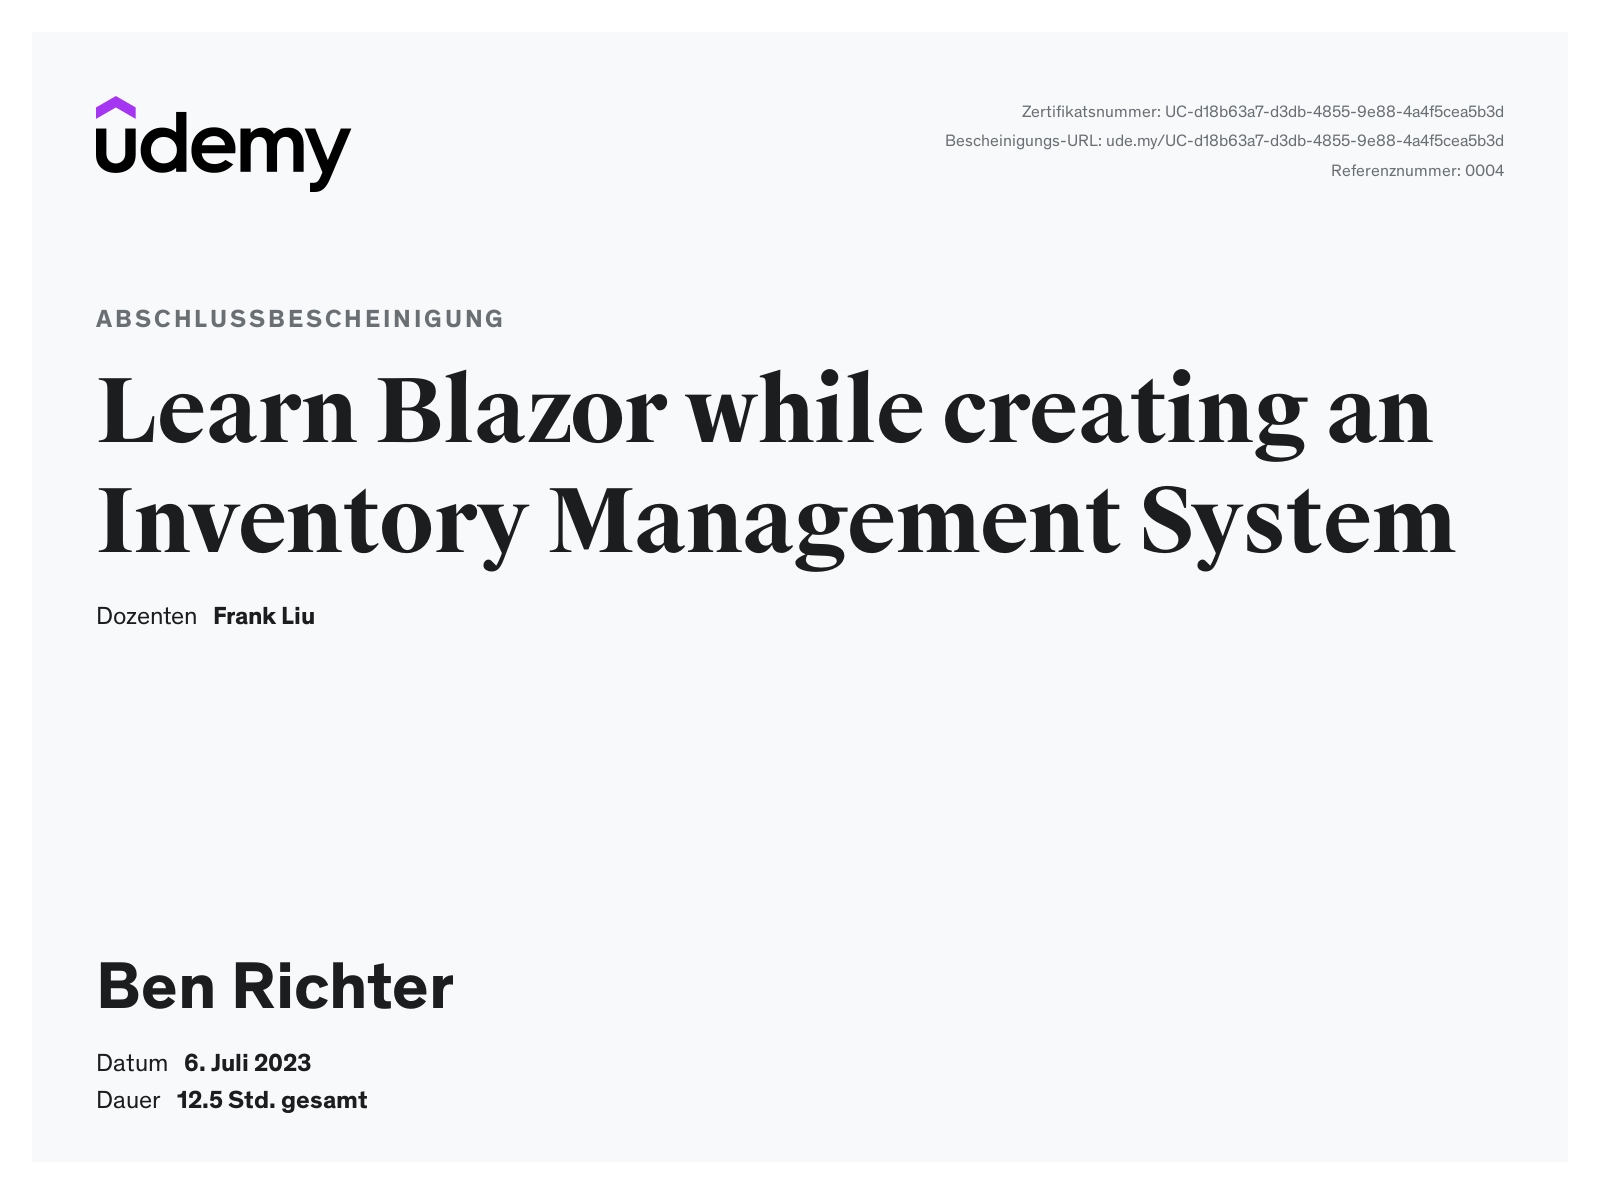 udemy
Zertifikatsnummer: UC-d18b63a7-d3db-4855-9e88-4a4f5cea5b3d
Bescheinigungs-URL: ude.my/UC-d18b63a7-d3db-4855-9e88-4a4f5cea5b3d
Referenznummer: 0004
ABSCHLUSSBESCHEINIGUNG
Learn Blazor while creating an
Inventory Management System
Dozenten Frank Liu
Ben Richter
Datum 6. Juli 2023
Dauer 12.5 Std. gesamt